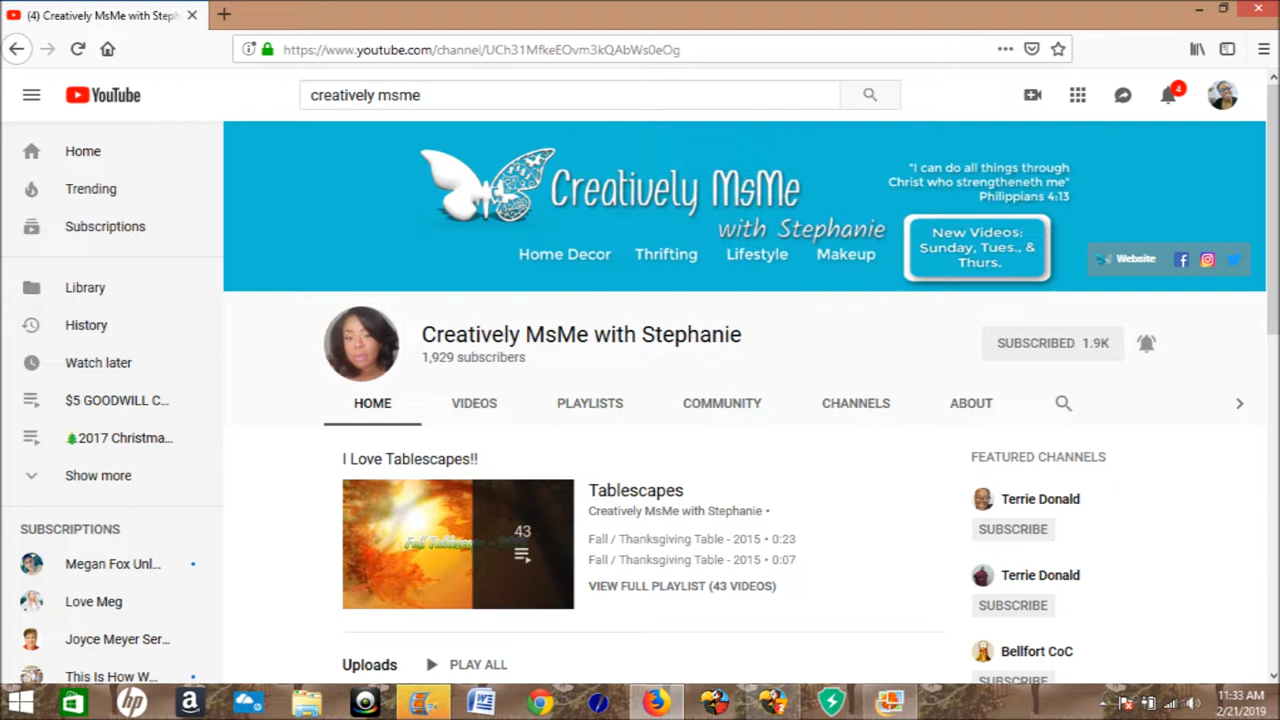 (4) Creatively MsMe with Steph
https://www.youtube.com/channel/UCh31MfkeEOvm3kQAbWs0eOg
YouTube
creatively msme
4
Home
Trending
Subscriptions
Library
History
Watch later
$5 GOODWILL C...
🎄2017 Christma...
Show more
SUBSCRIPTIONS
Megan Fox Unl...
Love Meg
Joyce Meyer Ser...
This Is How W...
Creatively MsMe
with Stephanie
Home Decor Thrifting Lifestyle Makeup
"I can do all things through
Christ who strengtheneth me"
Philippians 4:13
New Videos:
Sunday, Tues., &
Thurs.
Website
Creatively MsMe with Stephanie
1,929 subscribers
SUBSCRIBED 1.9K
HOME VIDEOS PLAYLISTS COMMUNITY CHANNELS ABOUT
I Love Tablescapes!!
43
Tablescapes
Creatively MsMe with Stephanie •
Fall / Thanksgiving Table - 2015 • 0:23
Fall / Thanksgiving Table - 2015 • 0:07
VIEW FULL PLAYLIST (43 VIDEOS)
Uploads PLAY ALL
FEATURED CHANNELS
Terrie Donald
SUBSCRIBE
Terrie Donald
SUBSCRIBE
Bellfort CoC
SUBSCRIBE
11:33 AM
2/21/2019